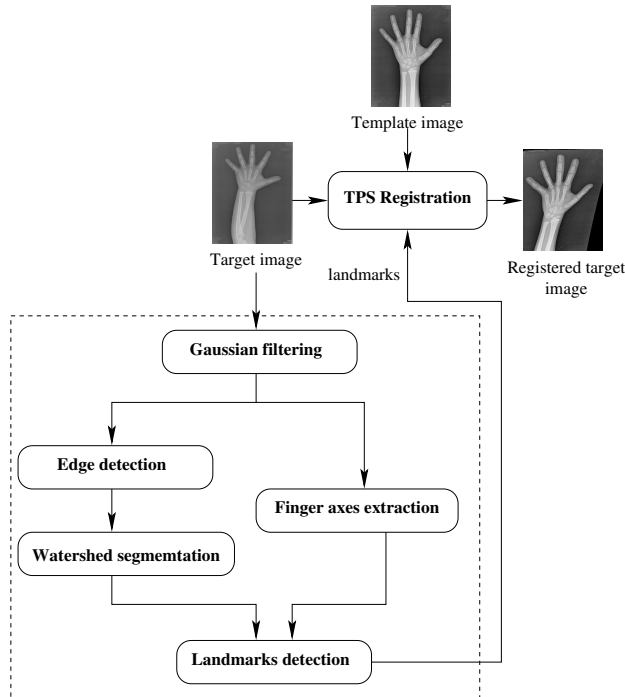 Template image
TPS Registration
Target image
landmarks
Registered target
image
Gaussian filtering
Edge detection
Finger axes extraction
Watershed segmemtation
Landmarks detection